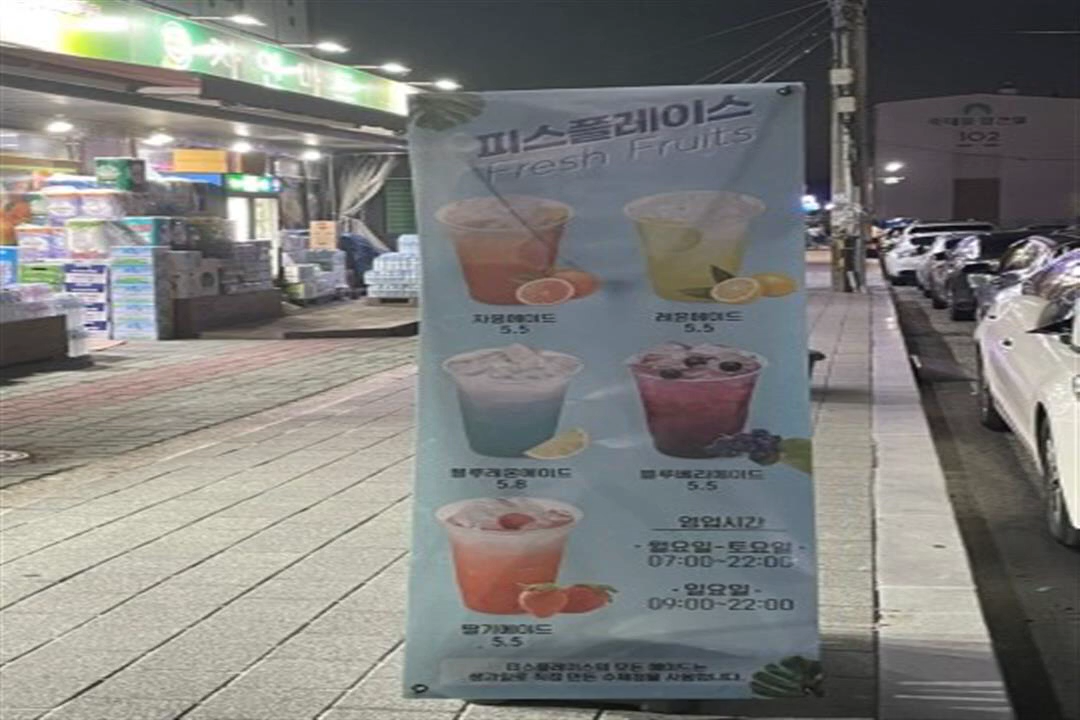 피스플레이스
Fresh Fruits
자몽에이드
5.5
레몬에이드
5.5
블루레몬에이드
5.8
블루베리에이드
5.5
딸기에이드
5.5
영업시간
- 월요일-토요일 -
07:00~22:00
- 일요일 -
09:00~22:00
피스플레이스의 모든 에이드는
생과일로 직접 만든 수제청을 사용합니다.
102